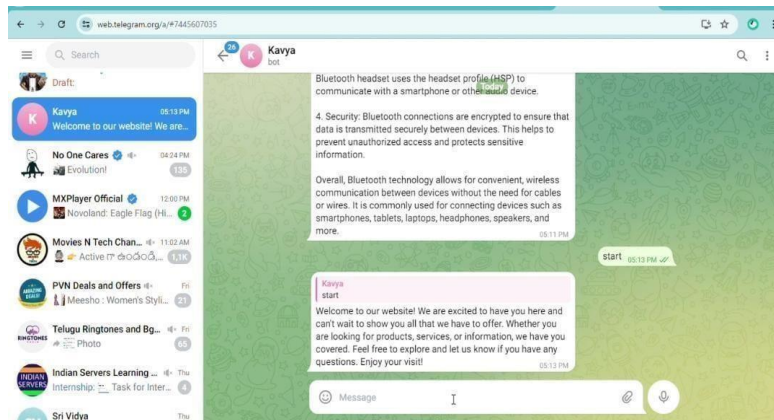 web.telegram.org/a/#7445607035
Search
26
K
Kavya
bot
Draft:
K
Kavya
05:13 PM
Welcome to our website! We are...
No One Cares
04:24 PM
Evolution!
135
MXPlayer Official
12:00 PM
Novoland: Eagle Flag (Hi...
2
Movies N Tech Chan...
11:02 AM
Active గా ఉండండి,...
1,1K
AMAZING DEALS!
PVN Deals and Offers
Fri
Meesho : Women's Styli...
21
RINGTONES
Telugu Ringtones and Bg...
Fri
Photo
65
INDIAN
SERVERS
Indian Servers Learning ...
Thu
Internship: Task for Inter...
4
Sri Vidya
Thu
Today
Bluetooth headset uses the headset profile (HSP) to
communicate with a smartphone or other audio device.
4. Security: Bluetooth connections are encrypted to ensure that
data is transmitted securely between devices. This helps to
prevent unauthorized access and protects sensitive
information.
Overall, Bluetooth technology allows for convenient, wireless
communication between devices without the need for cables
or wires. It is commonly used for connecting devices such as
smartphones, tablets, laptops, headphones, speakers, and
more.
05:11 PM
start 05:13 PM
Kavya
start
Welcome to our website! We are excited to have you here and
can't wait to show you all that we have to offer. Whether you
are looking for products, services, or information, we have you
covered. Feel free to explore and let us know if you have any
questions. Enjoy your visit!
05:13 PM
Message